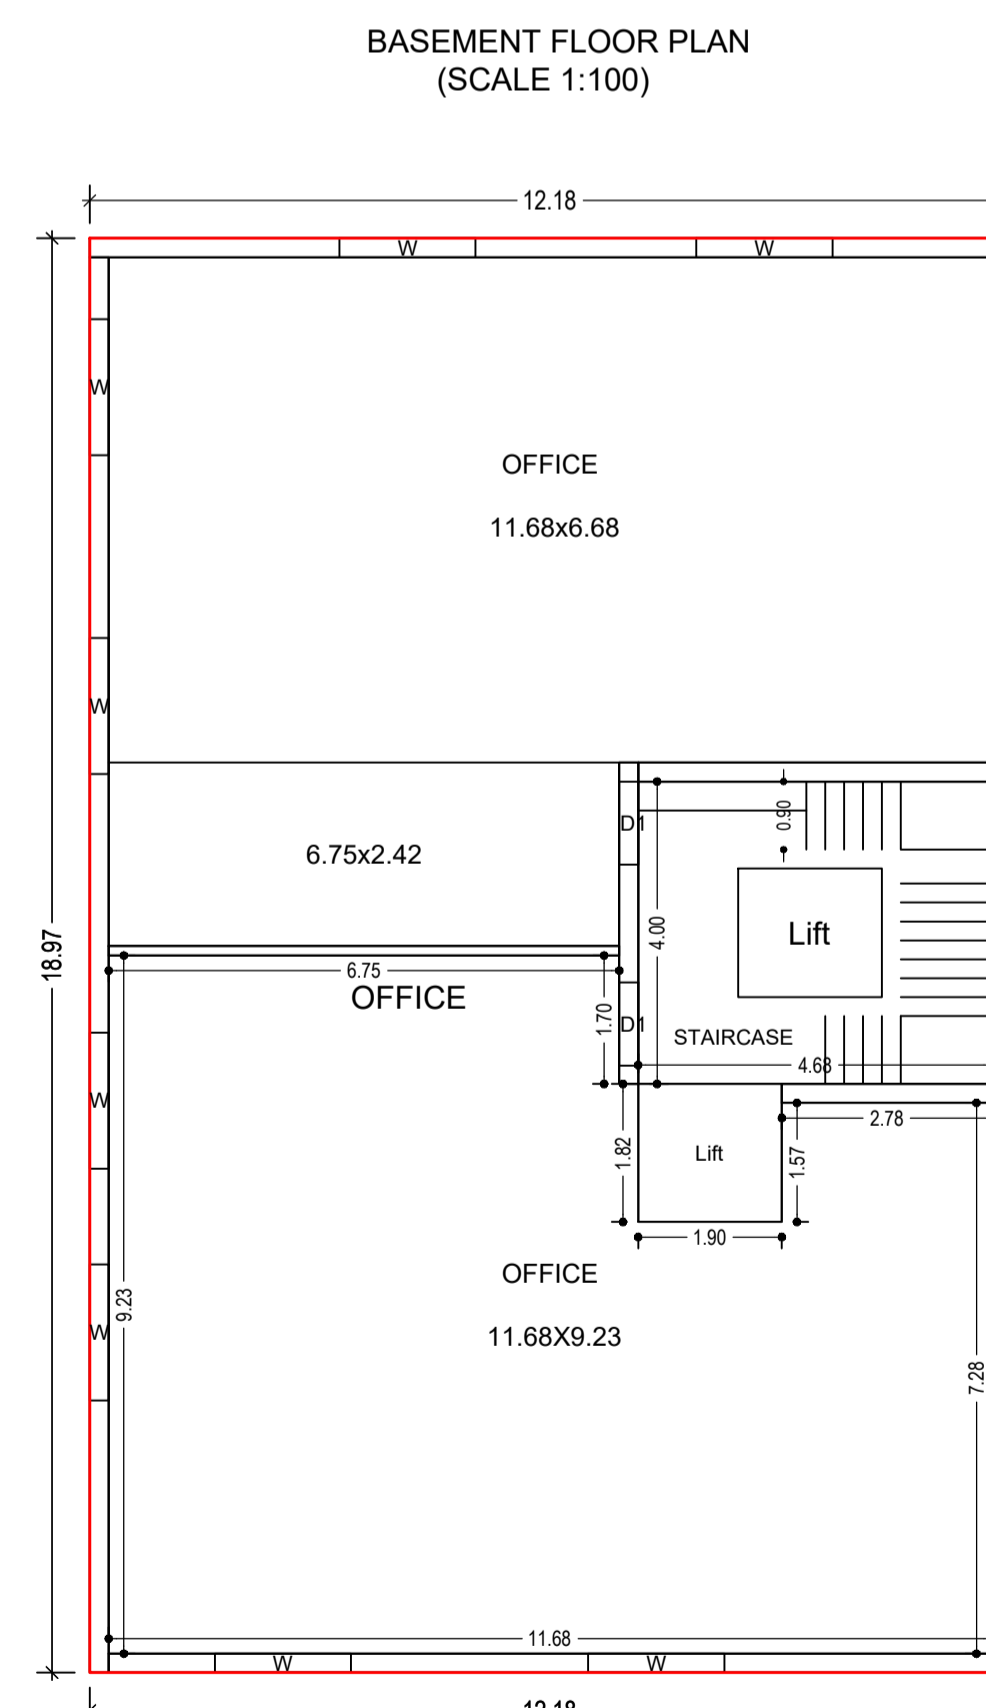 BASEMENT FLOOR PLAN
(SCALE 1:100)
12.18
W
W
W
OFFICE
11.68x6.68
W
D1
0.90
6.75x2.42
4.00
Lift
18.97
6.75
OFFICE
1.70
D1
STAIRCASE
4.68
W
2.78
1.82
Lift
1.57
1.90
OFFICE
9.23
W
11.68X9.23
7.28
11.68
W
W
12.18